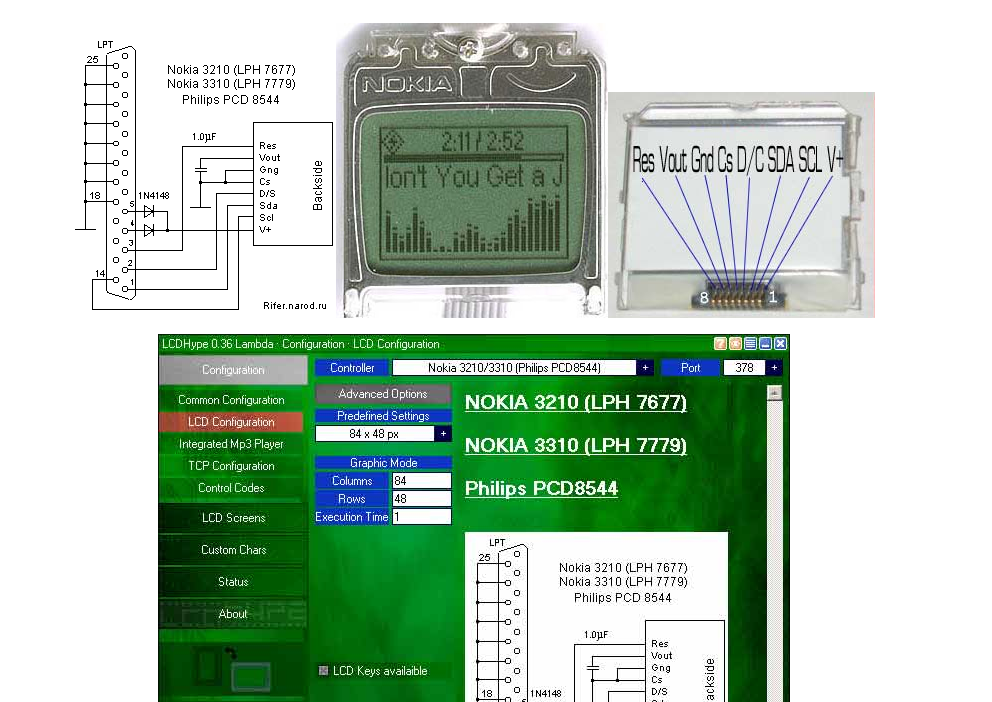 LPT
25
Nokia 3210 (LPH 7677)
Nokia 3310 (LPH 7779)
Philips PCD 8544
1.0µF
Res
Vout
Gng
Cs
D/S
Sda
Scl
V+
Backside
18
1N4148
5
4
3
2
14
1
Rifer.narod.ru
NOKIA
2:11 / 2:52
Ion't You Get a J
Res Vout Gnd Cs D/C SDA SCL V+
8 1
LCDHype 0.36 Lambda · Configuration · LCD Configuration
Configuration
Common Configuration
LCD Configuration
Integrated Mp3 Player
TCP Configuration
Control Codes
LCD Screens
Custom Chars
Status
About
Controller Nokia 3210/3310 (Philips PCD8544) + Port 378 +
Advanced Options
Predefined Settings
84 x 48 px +
Graphic Mode
Columns 84
Rows 48
Execution Time 1
LCD Keys availaible
NOKIA 3210 (LPH 7677)
NOKIA 3310 (LPH 7779)
Philips PCD8544
LPT
25
Nokia 3210 (LPH 7677)
Nokia 3310 (LPH 7779)
Philips PCD 8544
1.0µF
Res
Vout
Gng
Cs
D/S
ackside
18
1N4148